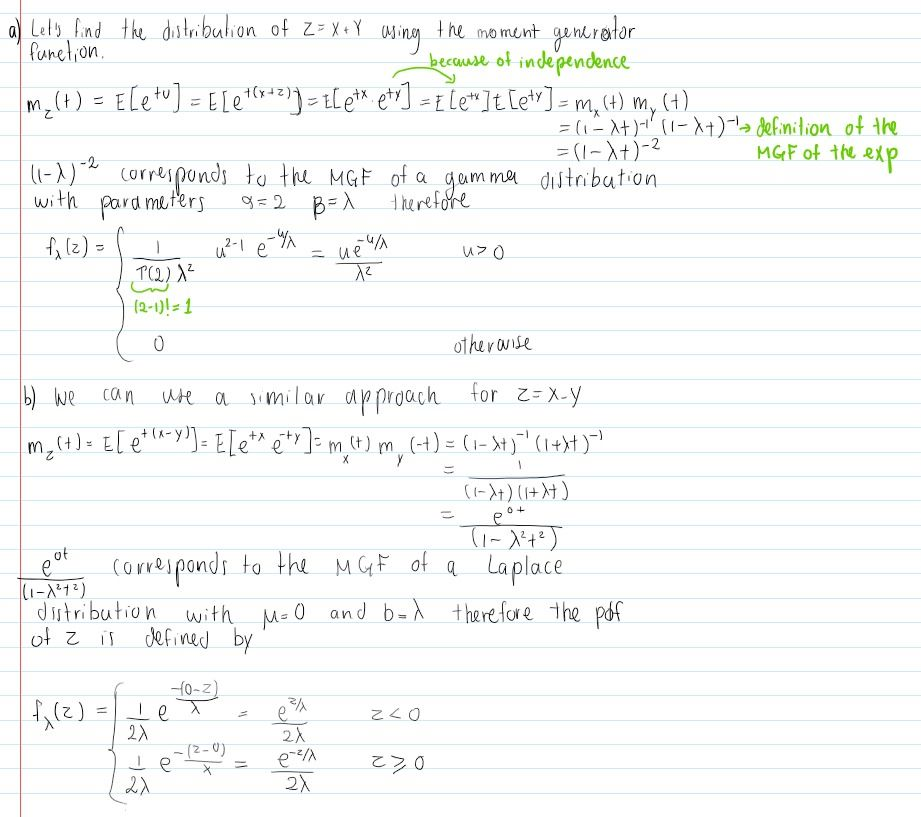 a) Lets find the distribution of Z = X+Y using the moment generator
function.
because of independence
m_z(t) = E[e^{tU}] = E[e^{t(x+z)}] = E[e^{tx} · e^{ty}] = E[e^{tx}] E[e^{ty}] = m_x(t) m_y(t)
= (1-λt)^{-1} (1-λt)^{-1} → definition of the
= (1-λt)^{-2} MGF of the exp
(1-λ)^{-2} corresponds to the MGF of a gamma distribution
with parameters α=2 β=λ therefore
f_λ(z) = { 1/(Γ(2) λ²) u^{2-1} e^{-u/λ} = ue^{-u/λ}/λ² u>0
(2-1)! = 1
0 otherwise
b) We can use a similar approach for Z = X-Y
m_z(t) = E[e^{t(x-y)}] = E[e^{tx} e^{-ty}] = m_x(t) m_y(-t) = (1-λt)^{-1} (1+λt)^{-1}
= 1/((1-λt)(1+λt))
= e^{0t}/(1-λ²t²)
e^{0t}/(1-λ²t²) corresponds to the MGF of a Laplace
distribution with μ=0 and b=λ therefore the pdf
of z is defined by
f_λ(z) = { 1/2λ e^{-(0-z)/λ} = e^{z/λ}/2λ z<0
1/2λ e^{-(z-0)/λ} = e^{-z/λ}/2λ z⩾0